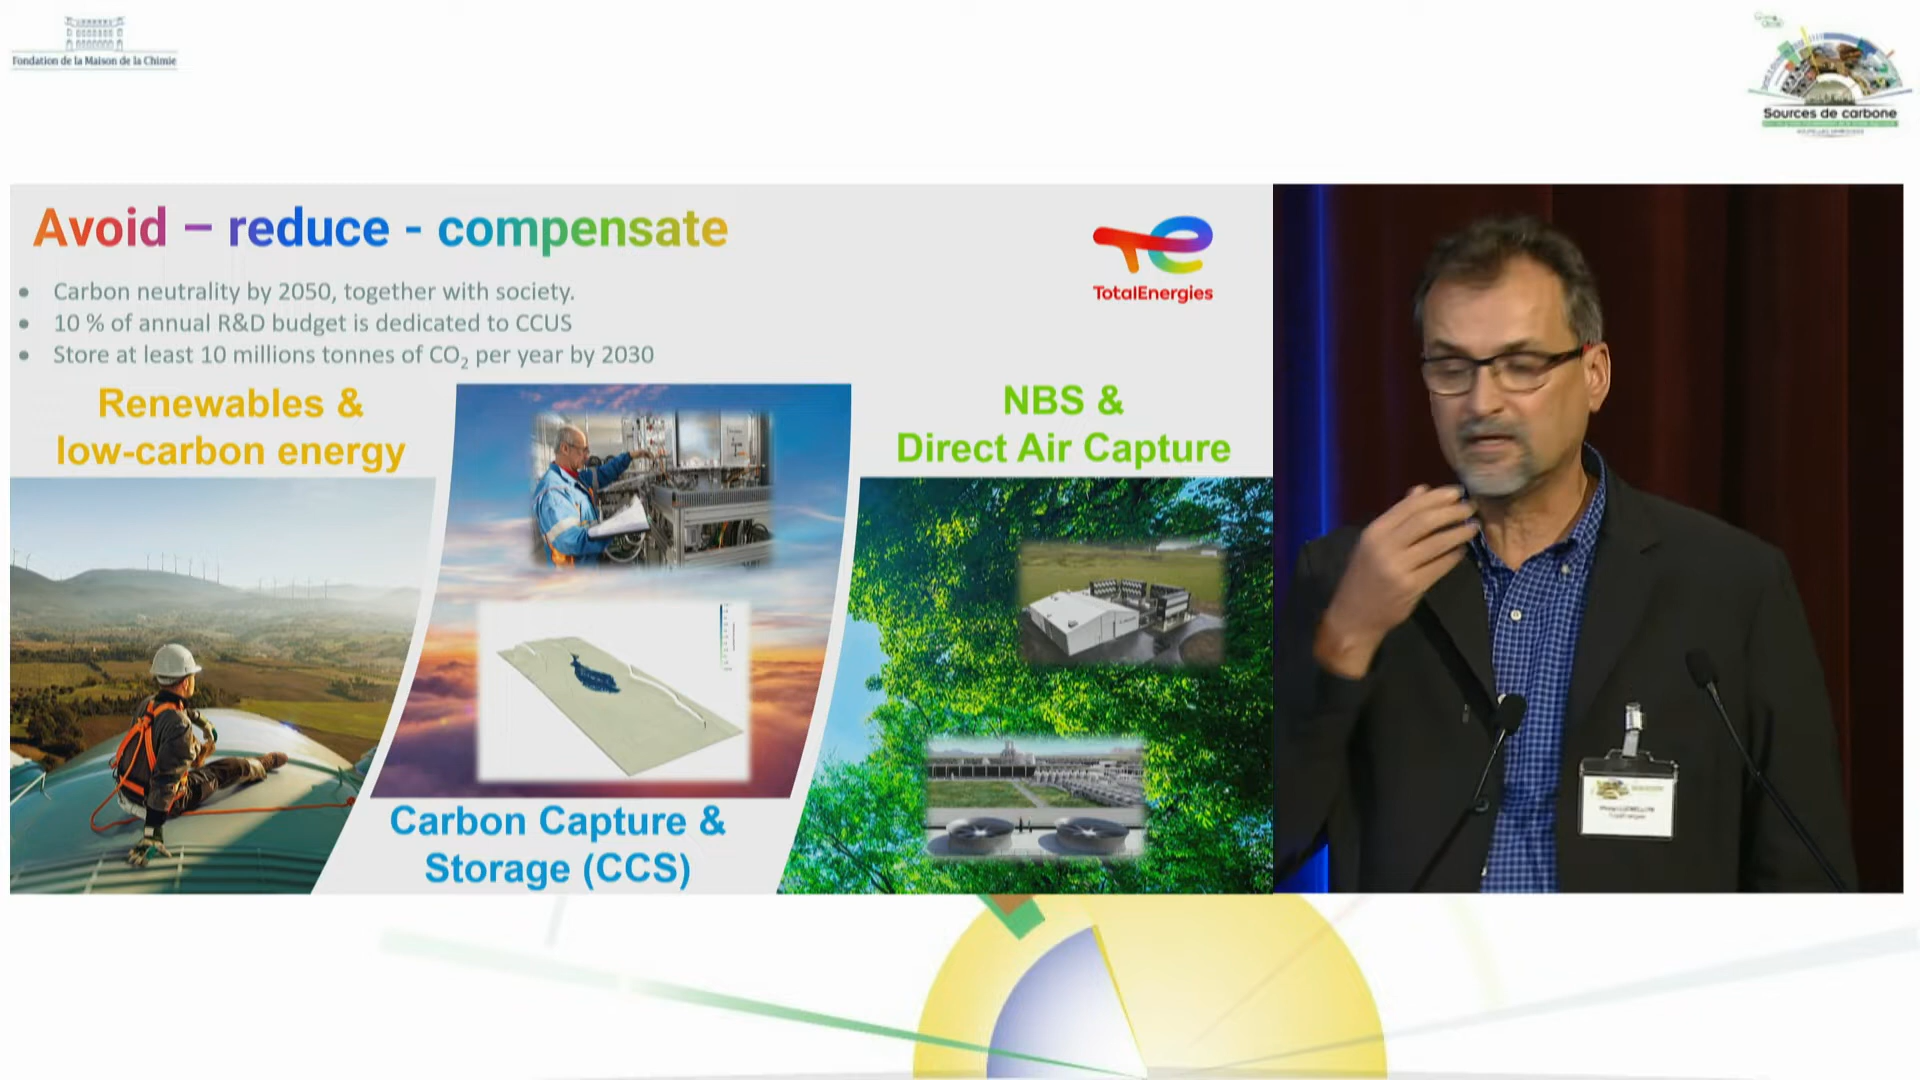 Fondation de la Maison de la Chimie
Sources de carbone
Avoid – reduce - compensate
TotalEnergies
• Carbon neutrality by 2050, together with society.
• 10 % of annual R&D budget is dedicated to CCUS
• Store at least 10 millions tonnes of CO₂ per year by 2030
Renewables &
low-carbon energy
NBS &
Direct Air Capture
Carbon Capture &
Storage (CCS)